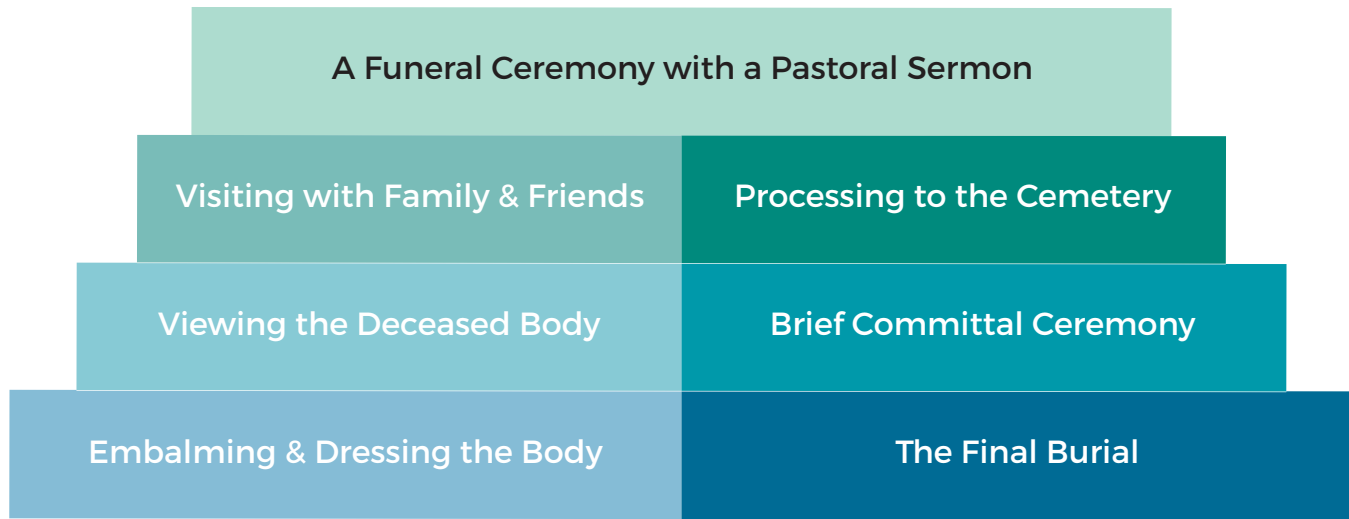 A Funeral Ceremony with a Pastoral Sermon
Visiting with Family & Friends
Processing to the Cemetery
Viewing the Deceased Body
Brief Committal Ceremony
Embalming & Dressing the Body
The Final Burial